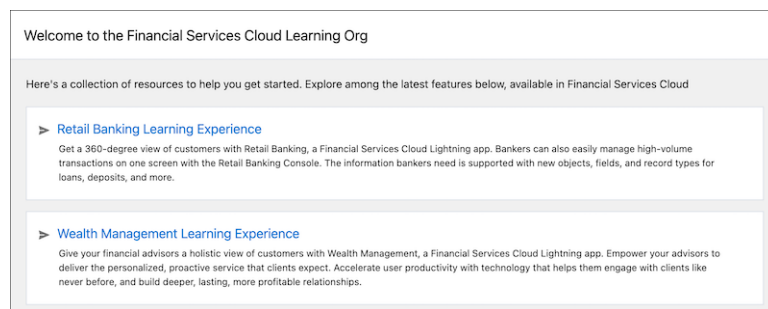 Welcome to the Financial Services Cloud Learning Org
Here's a collection of resources to help you get started. Explore among the latest features below, available in Financial Services Cloud
Retail Banking Learning Experience
Get a 360-degree view of customers with Retail Banking, a Financial Services Cloud Lightning app. Bankers can also easily manage high-volume
transactions on one screen with the Retail Banking Console. The information bankers need is supported with new objects, fields, and record types for
loans, deposits, and more.
Wealth Management Learning Experience
Give your financial advisors a holistic view of customers with Wealth Management, a Financial Services Cloud Lightning app. Empower your advisors to
deliver the personalized, proactive service that clients expect. Accelerate user productivity with technology that helps them engage with clients like
never before, and build deeper, lasting, more profitable relationships.